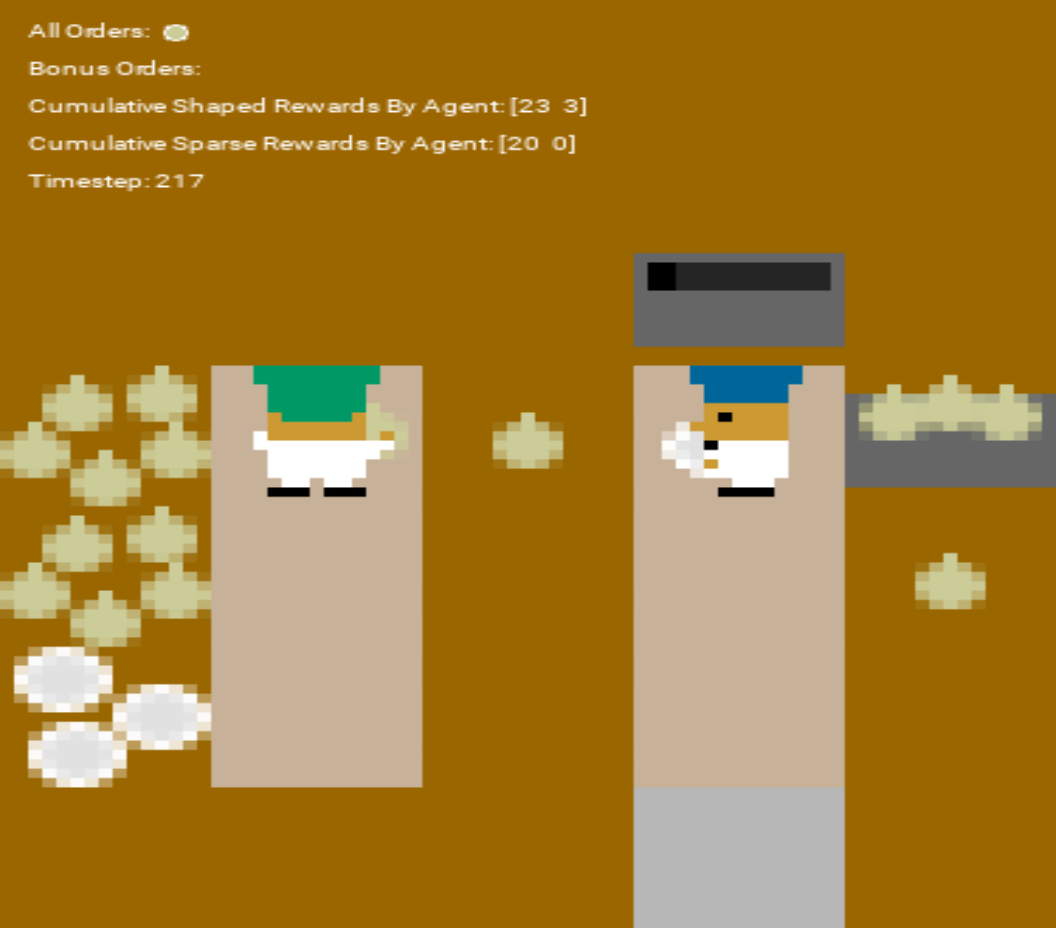 All Orders:
Bonus Orders:
Cumulative Shaped Rewards By Agent: [23 3]
Cumulative Sparse Rewards By Agent: [20 0]
Timestep: 217